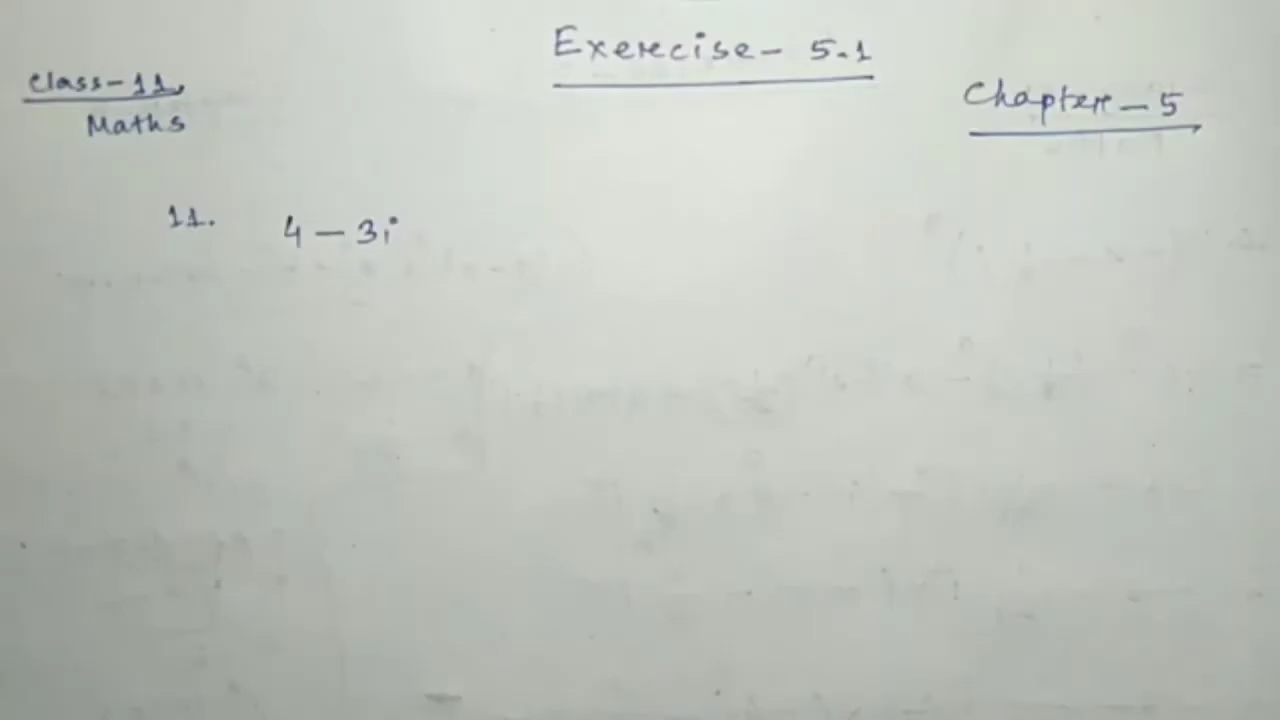 Exercise - 5.1
Class - 11,
Maths
Chapter - 5
11. 4 - 3i